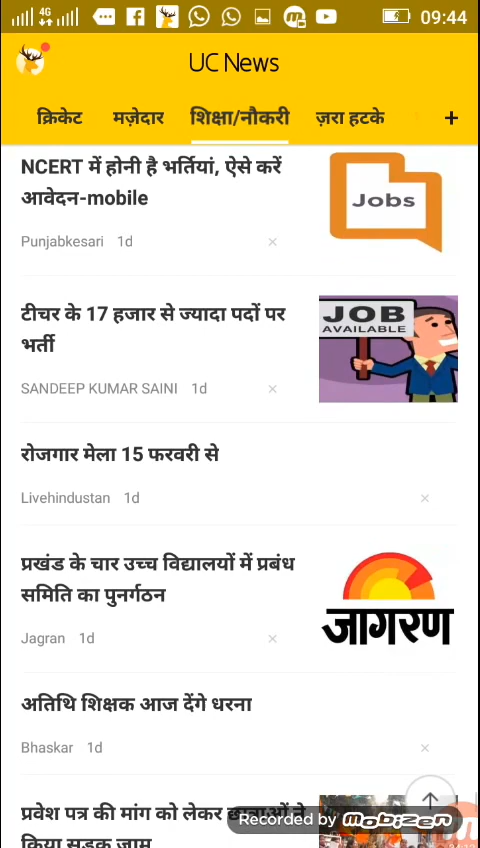 4G 09:44
UC News
क्रिकेट मज़ेदार शिक्षा/नौकरी ज़रा हटके +
NCERT में होनी है भर्तियां, ऐसे करें
आवेदन-mobile
Jobs
Punjabkesari 1d
टीचर के 17 हजार से ज्यादा पदों पर
भर्ती
JOB
AVAILABLE
SANDEEP KUMAR SAINI 1d
रोजगार मेला 15 फरवरी से
Livehindustan 1d
प्रखंड के चार उच्च विद्यालयों में प्रबंध
समिति का पुनर्गठन
जागरण
Jagran 1d
अतिथि शिक्षक आज देंगे धरना
Bhaskar 1d
प्रवेश पत्र की मांग को लेकर छात्राओं ने
किया सड़क जाम
Recorded by Mobizen